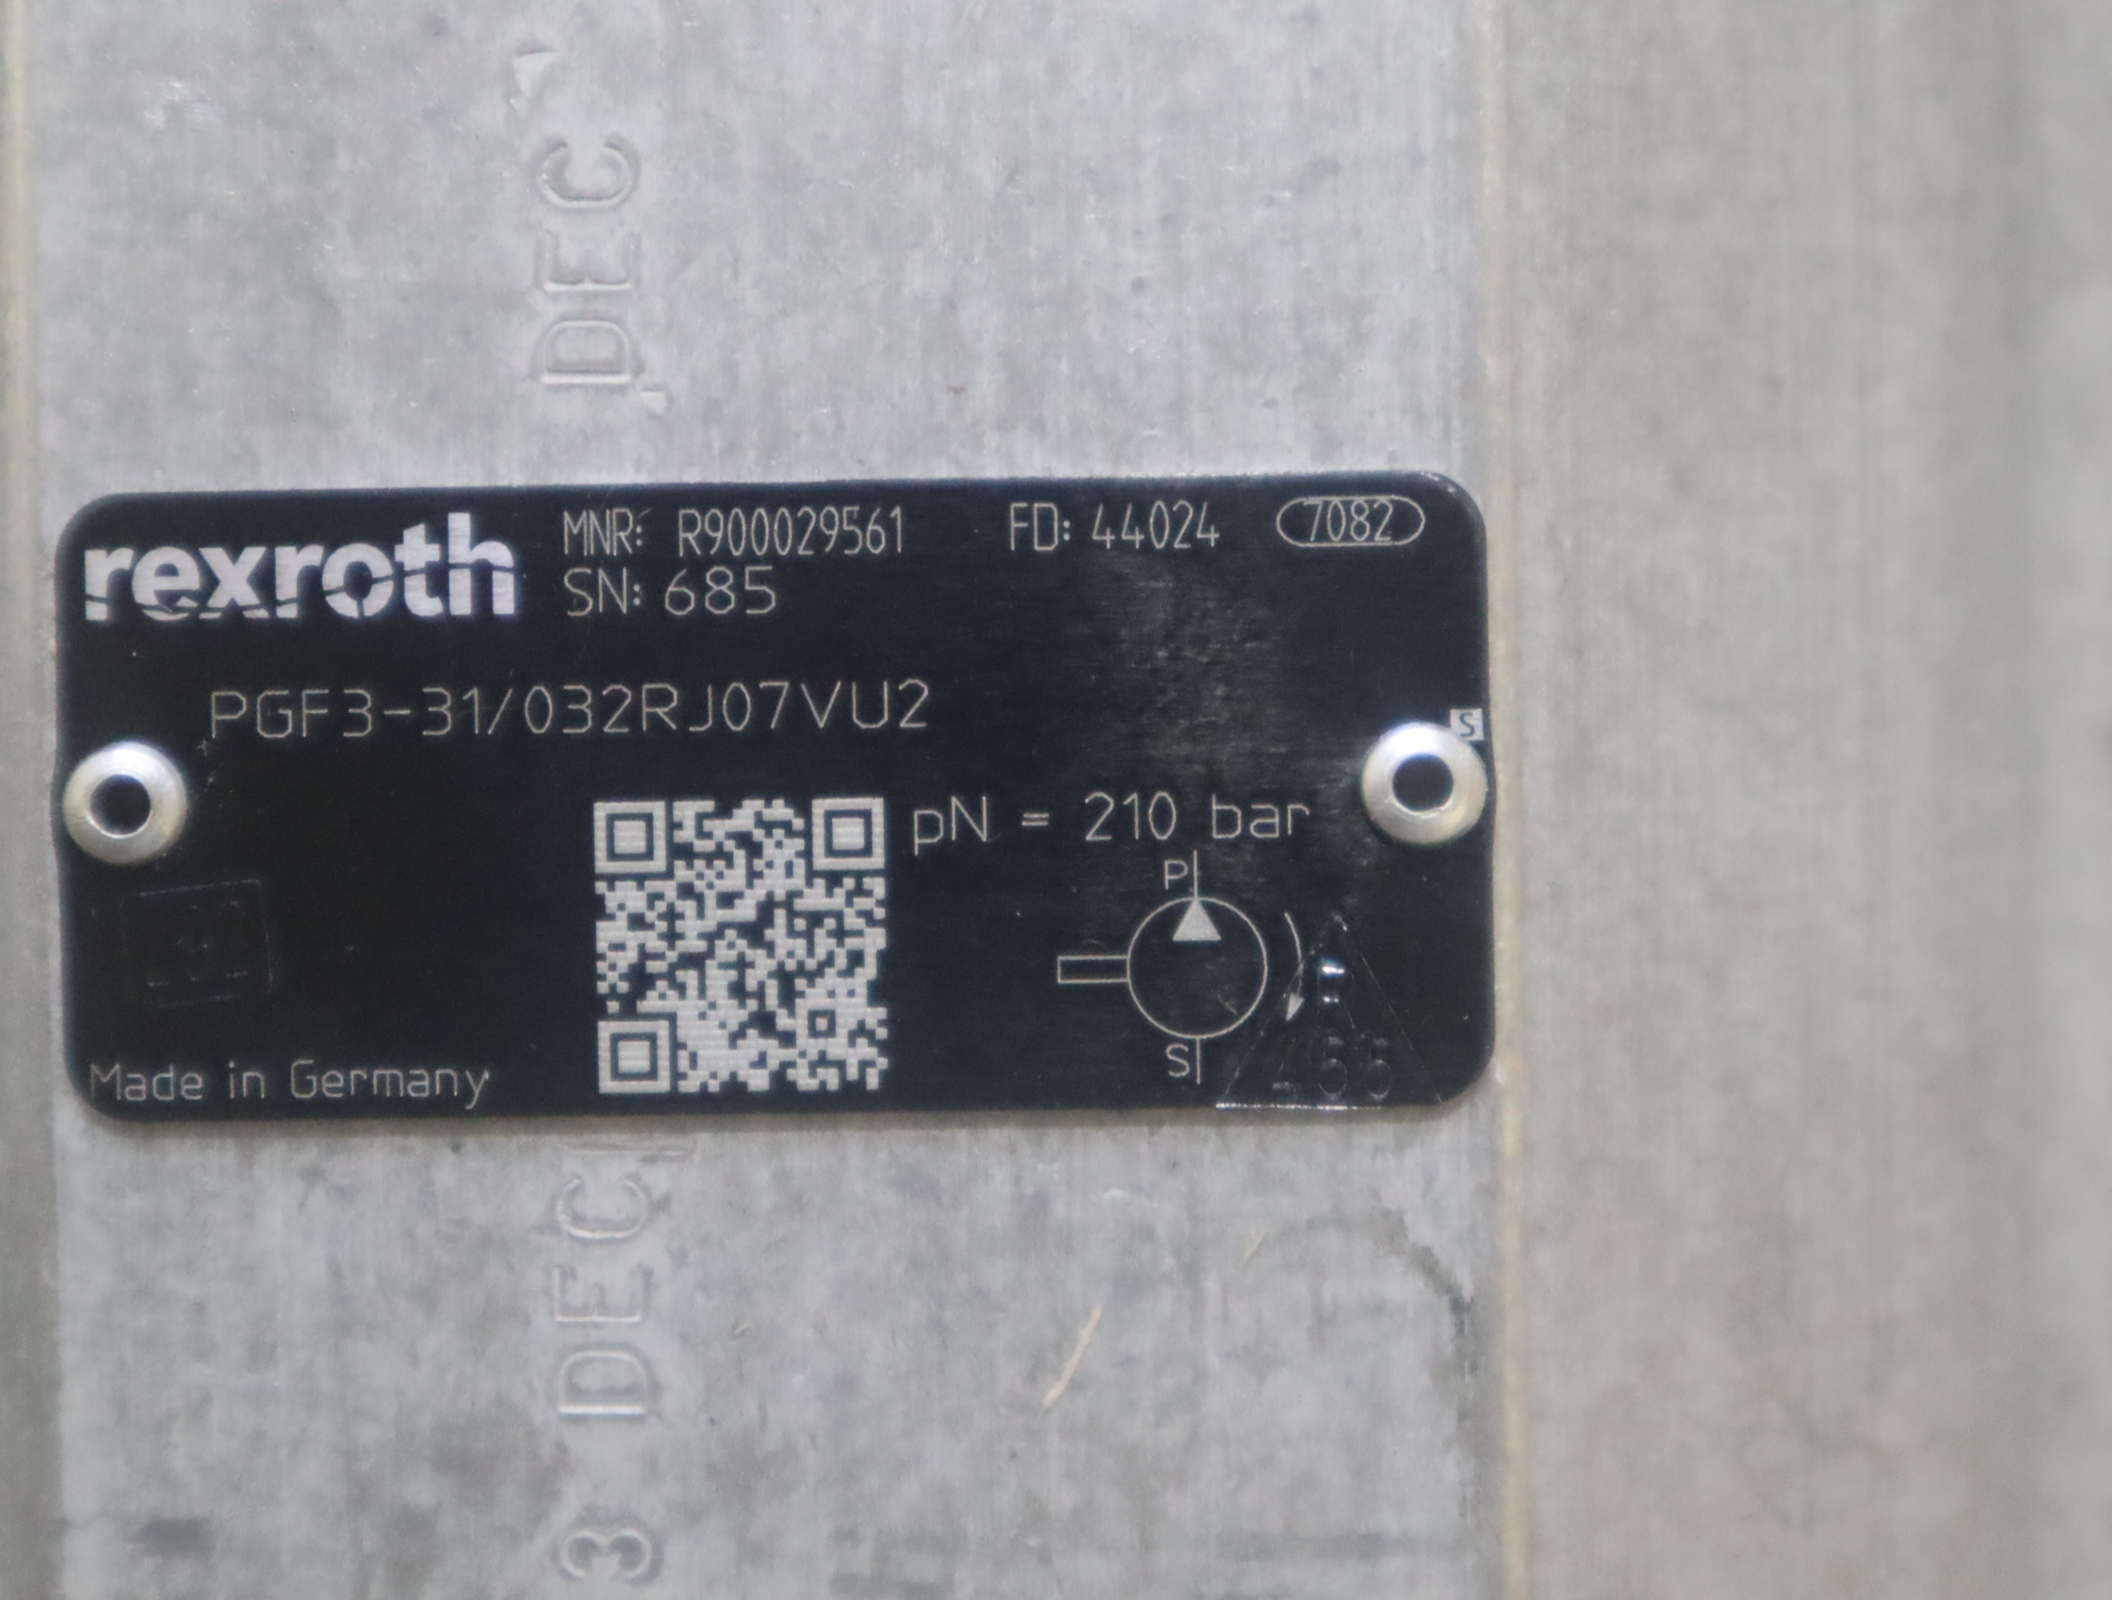 DEC
rexroth
MNR: R900029561 FD: 44024 7082
SN: 685
PGF3-31/032RJ07VU2
S
pN = 210 bar
P
S
55
Made in Germany
3 DEC